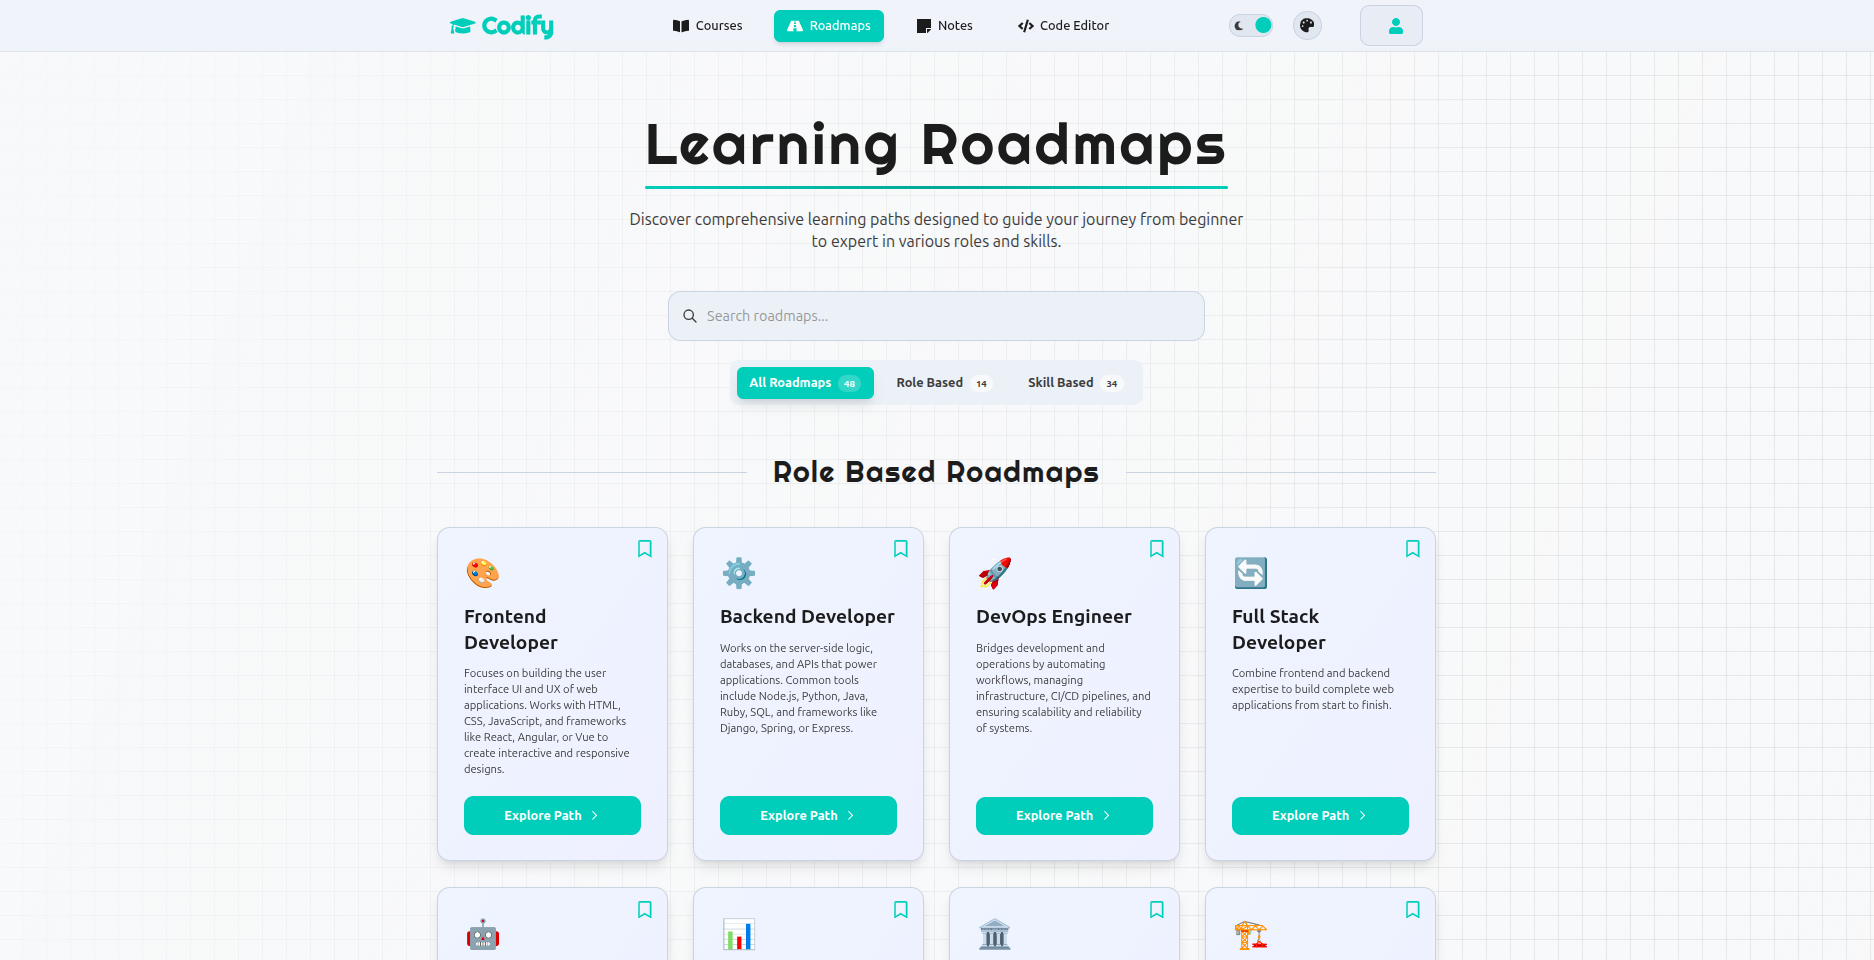 Codify
Courses
Roadmaps
Notes
Code Editor
Learning Roadmaps
Discover comprehensive learning paths designed to guide your journey from beginner
to expert in various roles and skills.
Search roadmaps...
All Roadmaps 48
Role Based 14
Skill Based 34
Role Based Roadmaps
Frontend
Developer
Focuses on building the user
interface UI and UX of web
applications. Works with HTML,
CSS, JavaScript, and frameworks
like React, Angular, or Vue to
create interactive and responsive
designs.
Explore Path
Backend Developer
Works on the server-side logic,
databases, and APIs that power
applications. Common tools
include Node.js, Python, Java,
Ruby, SQL, and frameworks like
Django, Spring, or Express.
Explore Path
DevOps Engineer
Bridges development and
operations by automating
workflows, managing
infrastructure, CI/CD pipelines, and
ensuring scalability and reliability
of systems.
Explore Path
Full Stack
Developer
Combine frontend and backend
expertise to build complete web
applications from start to finish.
Explore Path